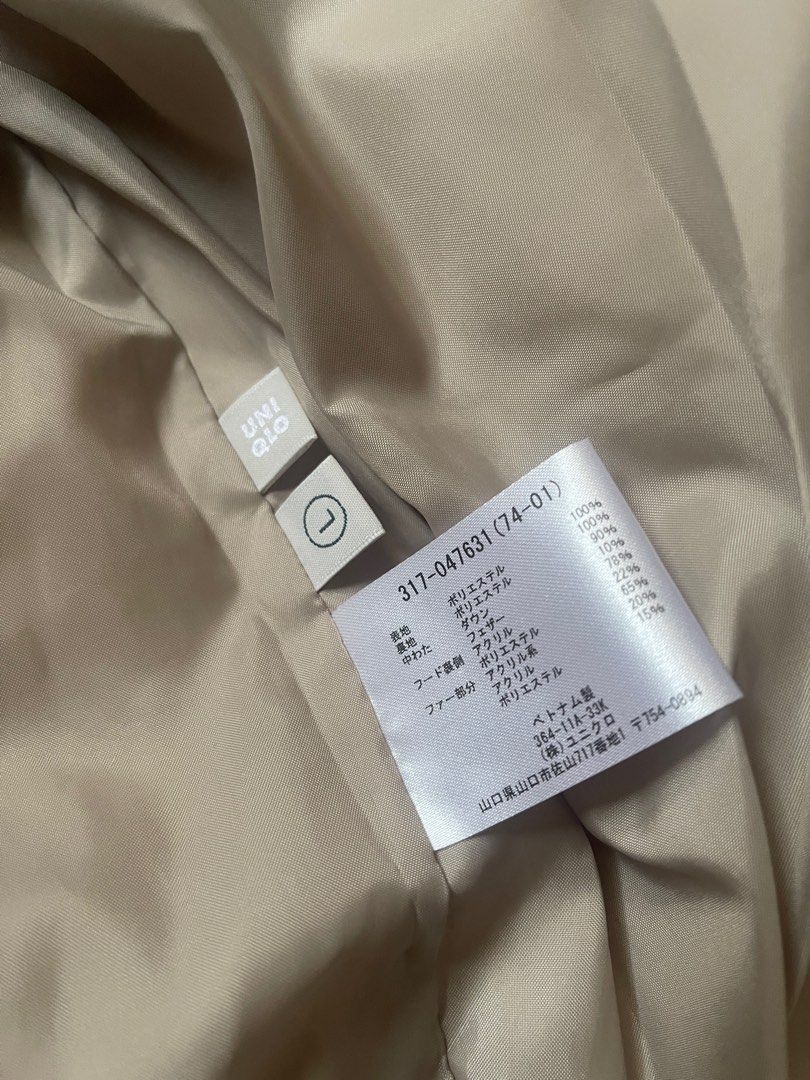 UNI
QLO
L
317-047631(74-01)
表地 ポリエステル 100%
裏地 ポリエステル 100%
中わた ダウン 90%
フェザー 10%
フード裏側 アクリル 78%
ポリエステル 22%
ファー部分 アクリル系 65%
アクリル 20%
ポリエステル 15%
ベトナム製
364-11A-33K
(株)ユニクロ
山口県山口市佐山717番地1 〒754-0894